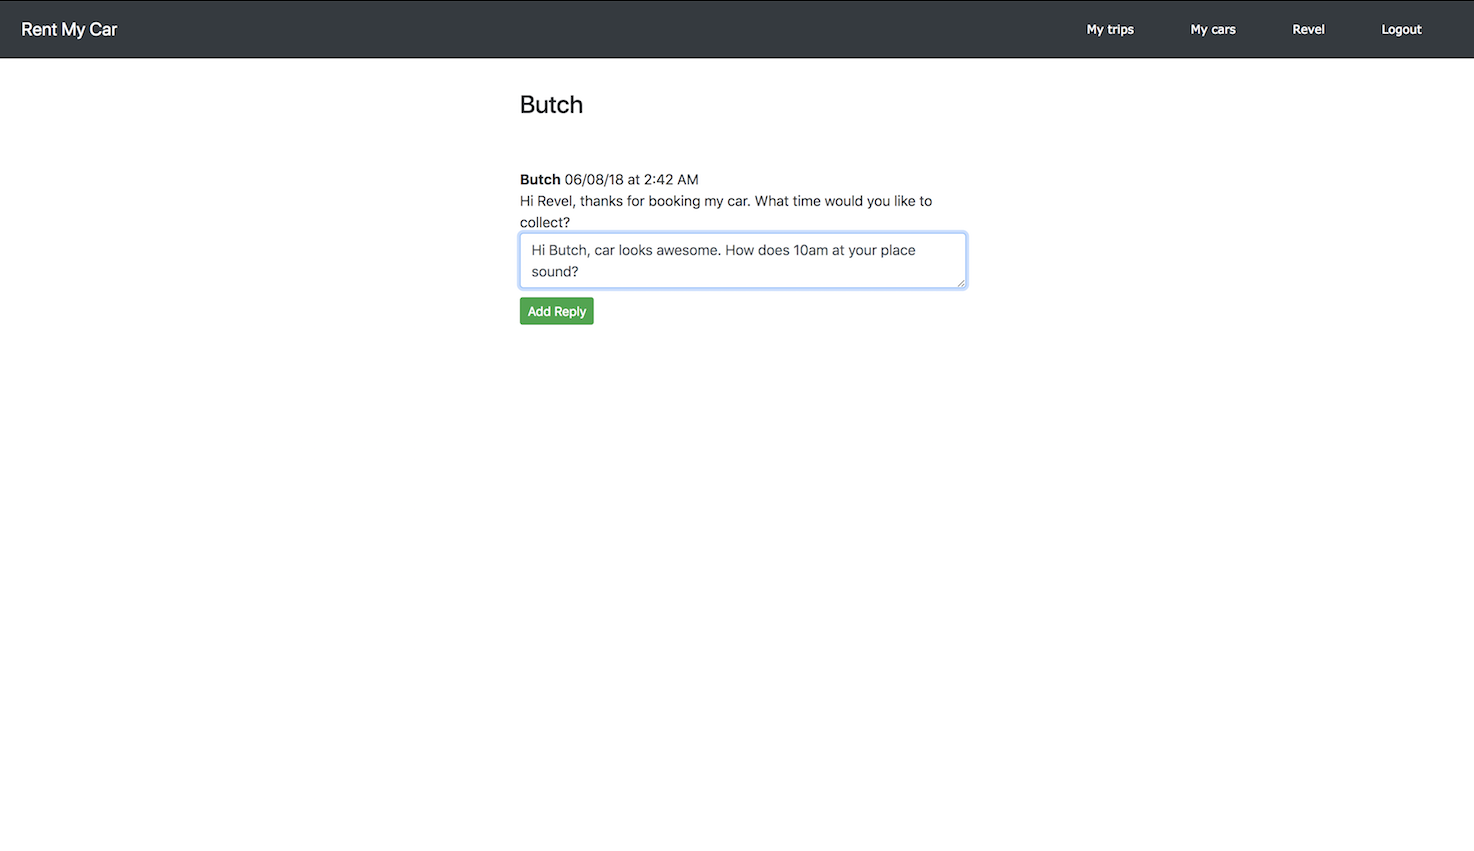 Rent My Car
My trips
My cars
Revel
Logout
Butch
Butch 06/08/18 at 2:42 AM
Hi Revel, thanks for booking my car. What time would you like to
collect?
Hi Butch, car looks awesome. How does 10am at your place
sound?
Add Reply